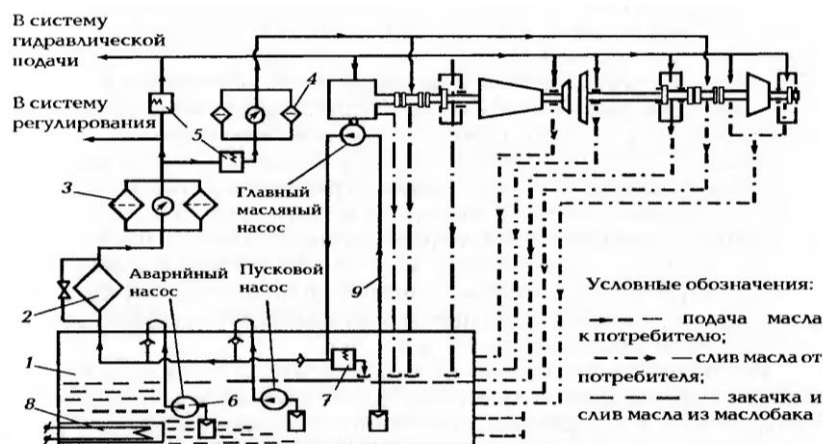 В систему
гидравлической
подачи
В систему
регулирования
4
5
3
Главный
масляный
насос
Аварийный
насос
Пусковой
насос
9
2
1
6
7
8
Условные обозначения:
— подача масла
к потребителю;
— слив масла от
потребителя;
— закачка и
слив масла из маслобака